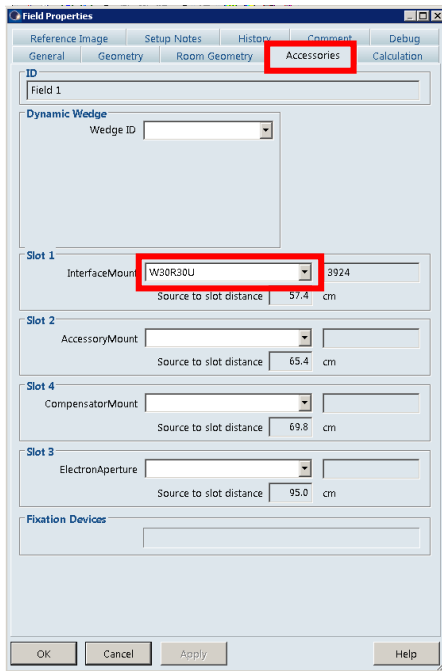 Field Properties
Reference Image Setup Notes History Comment Debug
General Geometry Room Geometry Accessories Calculation
ID
Field 1
Dynamic Wedge
Wedge ID
Slot 1
InterfaceMount W30R30U 3924
Source to slot distance 57.4 cm
Slot 2
AccessoryMount
Source to slot distance 65.4 cm
Slot 4
CompensatorMount
Source to slot distance 69.8 cm
Slot 3
ElectronAperture
Source to slot distance 95.0 cm
Fixation Devices
OK Cancel Apply Help